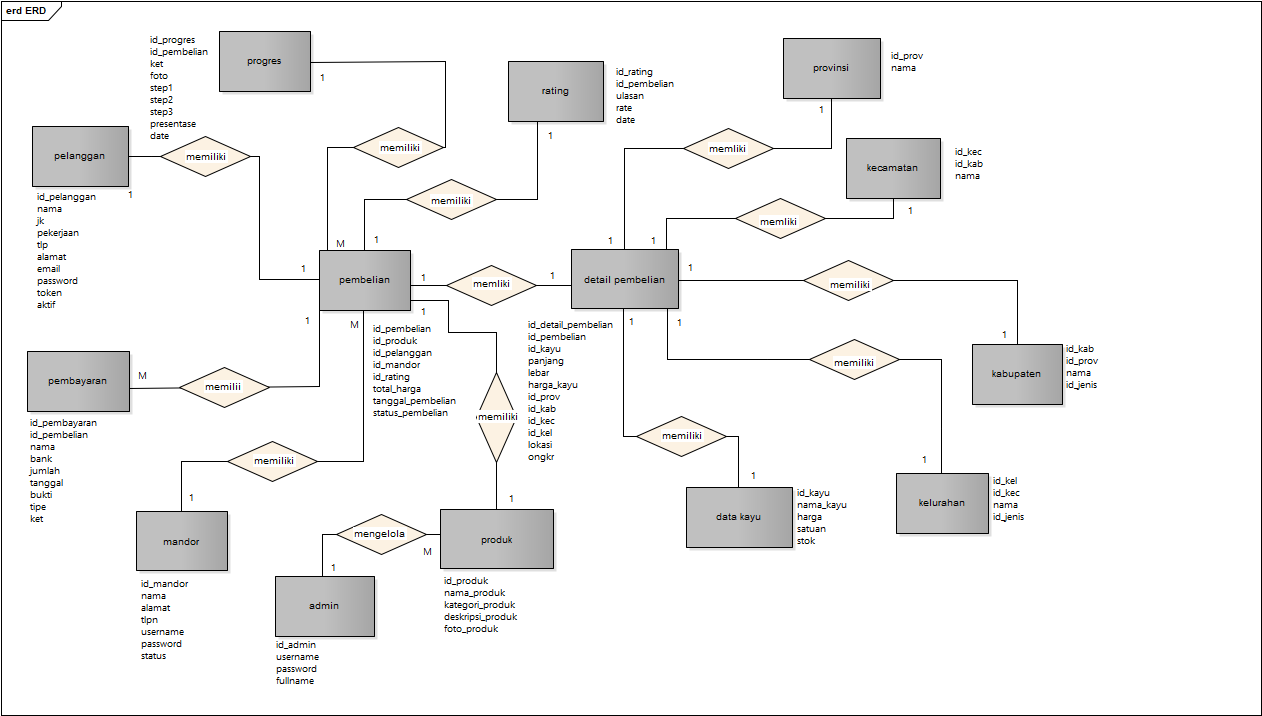 erd ERD
id_progres
id_pembelian
ket
foto
step1
step2
step3
presentase
date
progres
1
rating
id_rating
id_pembelian
ulasan
rate
date
provinsi
id_prov
nama
1
pelanggan
1
id_pelanggan
nama
jk
pekerjaan
tlp
alamat
email
password
token
aktif
memiliki
memiliki
memiliki
1
memliki
kecamatan
id_kec
id_kab
nama
1
memliki
M
1
1
1
1
pembelian
1
1
memliki
1
detail pembelian
1
memiliki
1
M
id_pembelian
id_produk
id_pelanggan
id_mandor
id_rating
total_harga
tanggal_pembelian
status_pembelian
id_detail_pembelian
id_pembelian
id_kayu
panjang
lebar
harga_kayu
id_prov
id_kab
id_kec
id_kel
lokasi
ongkr
1
1
1
kabupaten
id_kab
id_prov
nama
id_jenis
memiliki
pembayaran
M
memilii
id_pembayaran
id_pembelian
nama
bank
jumlah
tanggal
bukti
tipe
ket
memiliki
memiliki
1
memiliki
1
kelurahan
id_kel
id_kec
nama
id_jenis
1
data kayu
id_kayu
nama_kayu
harga
satuan
stok
1
mandor
id_mandor
nama
alamat
tlpn
username
password
status
1
produk
M
mengelola
1
id_produk
nama_produk
kategori_produk
deskripsi_produk
foto_produk
admin
id_admin
username
password
fullname